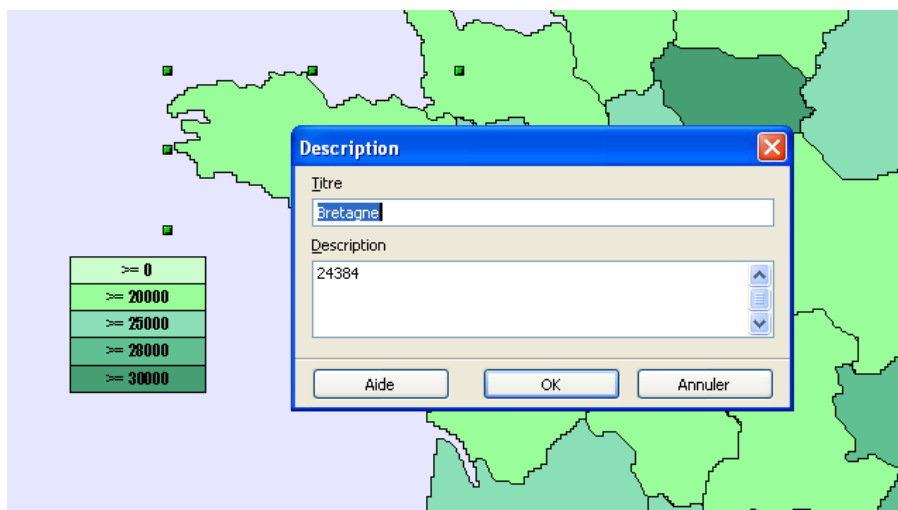 Description
Titre
Bretagne
Description
24384
>= 0
>= 20000
>= 25000
>= 28000
>= 30000
Aide
OK
Annuler